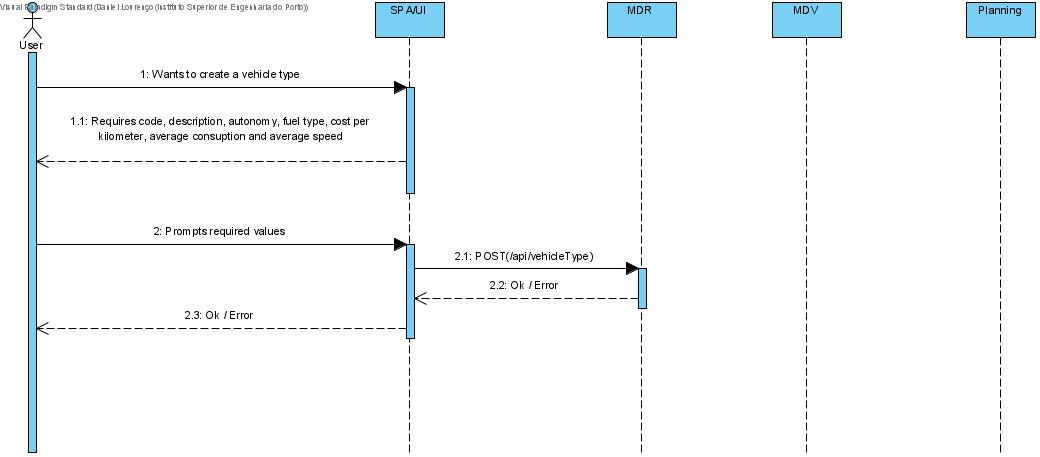 Visual Paradigm Standard (Daniel Lourenço (Instituto Superior de Engenharia do Porto))
SPA/UI
MDR
MDV
Planning
User
1: Wants to create a vehicle type
1.1: Requires code, description, autonomy, fuel type, cost per
kilometer, average consuption and average speed
2: Prompts required values
2.1: POST(/api/vehicleType)
2.2: Ok / Error
2.3: Ok / Error